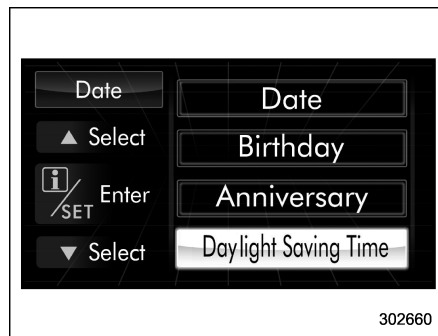 Date
▲ Select
i/SET Enter
▼ Select
Date
Birthday
Anniversary
Daylight Saving Time
302660